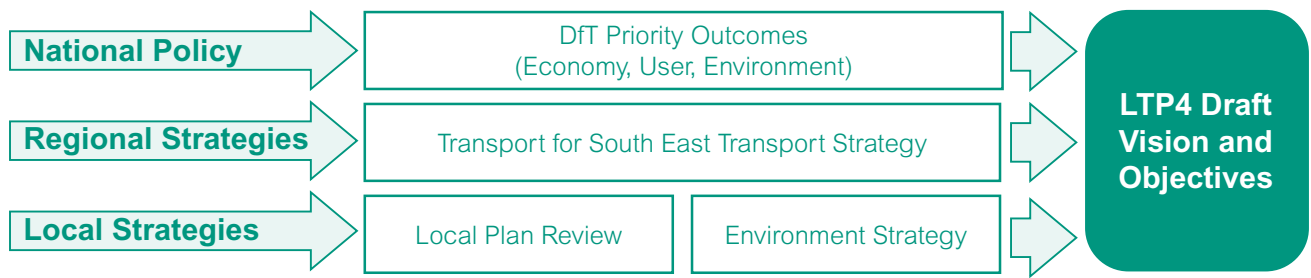 National Policy
DfT Priority Outcomes
(Economy, User, Environment)
Regional Strategies
Transport for South East Transport Strategy
Local Strategies
Local Plan Review
Environment Strategy
LTP4 Draft
Vision and
Objectives